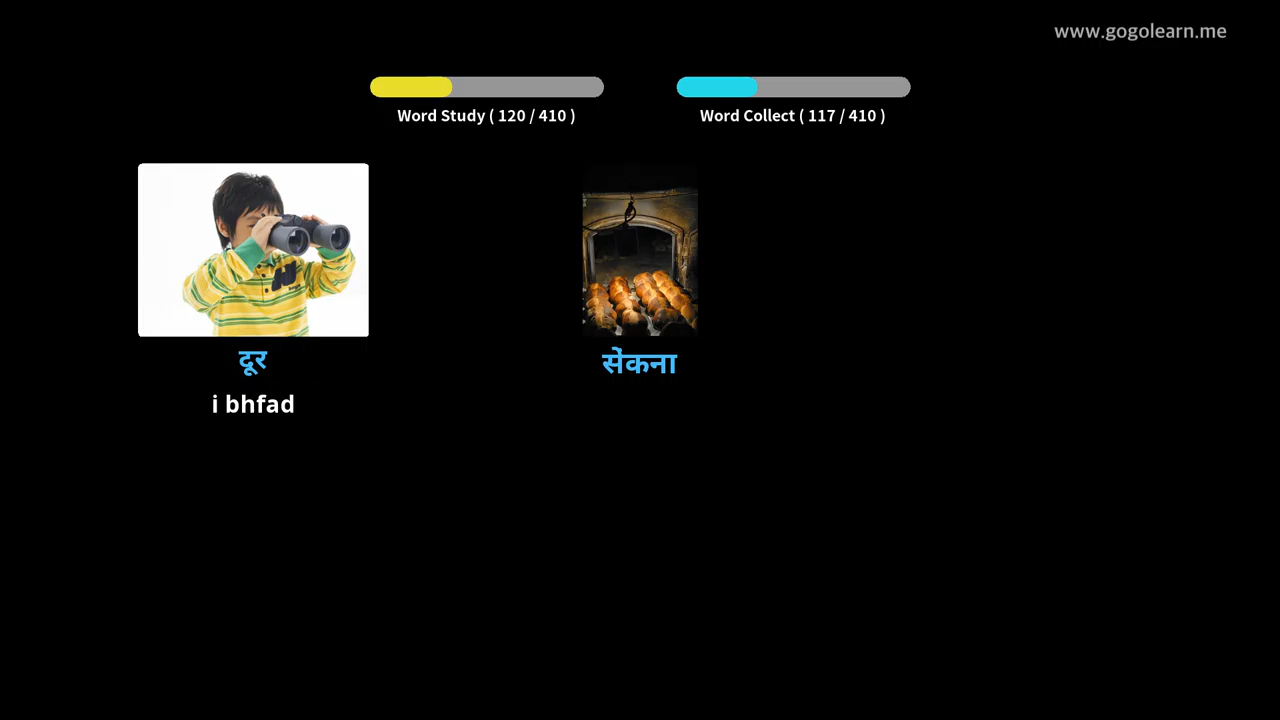 www.gogolearn.me
Word Study ( 120 / 410 )
Word Collect ( 117 / 410 )
दूर
i bhfad
सेंकना